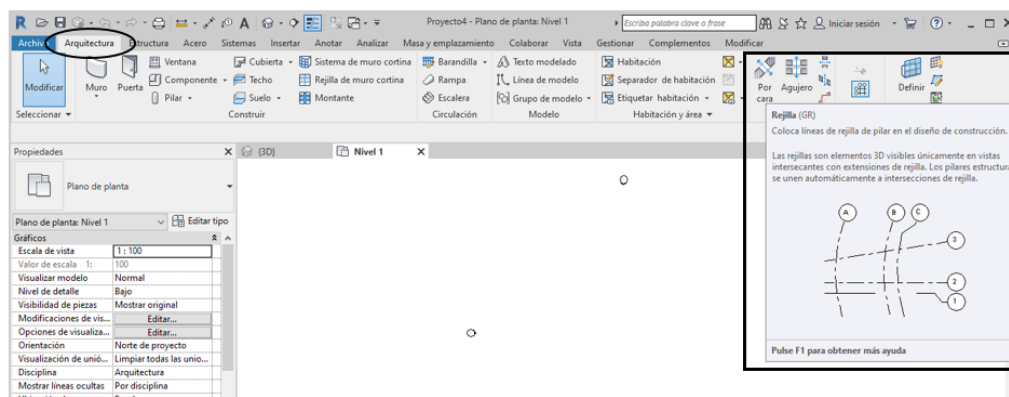 Proyecto4 - Plano de planta: Nivel 1
Escriba palabra clave o frase
Iniciar sesión
Archivo Arquitectura Estructura Acero Sistemas Insertar Anotar Analizar Masa y emplazamiento Colaborar Vista Gestionar Complementos Modificar
Modificar
Muro
Puerta
Ventana
Componente
Pilar
Cubierta
Techo
Suelo
Sistema de muro cortina
Rejilla de muro cortina
Montante
Barandilla
Rampa
Escalera
Texto modelado
Línea de modelo
Grupo de modelo
Habitación
Separador de habitación
Etiquetar habitación
Por cara
Agujero
Definir
Seleccionar
Construir
Circulación
Modelo
Habitación y área
Rejilla (GR)
Coloca líneas de rejilla de pilar en el diseño de construcción.
Las rejillas son elementos 3D visibles únicamente en vistas
intersecantes con extensiones de rejilla. Los pilares estructura
se unen automáticamente a intersecciones de rejilla.
A B C
3
2
1
Pulse F1 para obtener más ayuda
Propiedades
{3D}
Nivel 1
Plano de planta
Plano de planta: Nivel 1
Editar tipo
Gráficos
Escala de vista 1 : 100
Valor de escala 1: 100
Visualizar modelo Normal
Nivel de detalle Bajo
Visibilidad de piezas Mostrar original
Modificaciones de vis... Editar...
Opciones de visualiza... Editar...
Orientación Norte de proyecto
Visualización de unió... Limpiar todas las unio...
Disciplina Arquitectura
Mostrar líneas ocultas Por disciplina